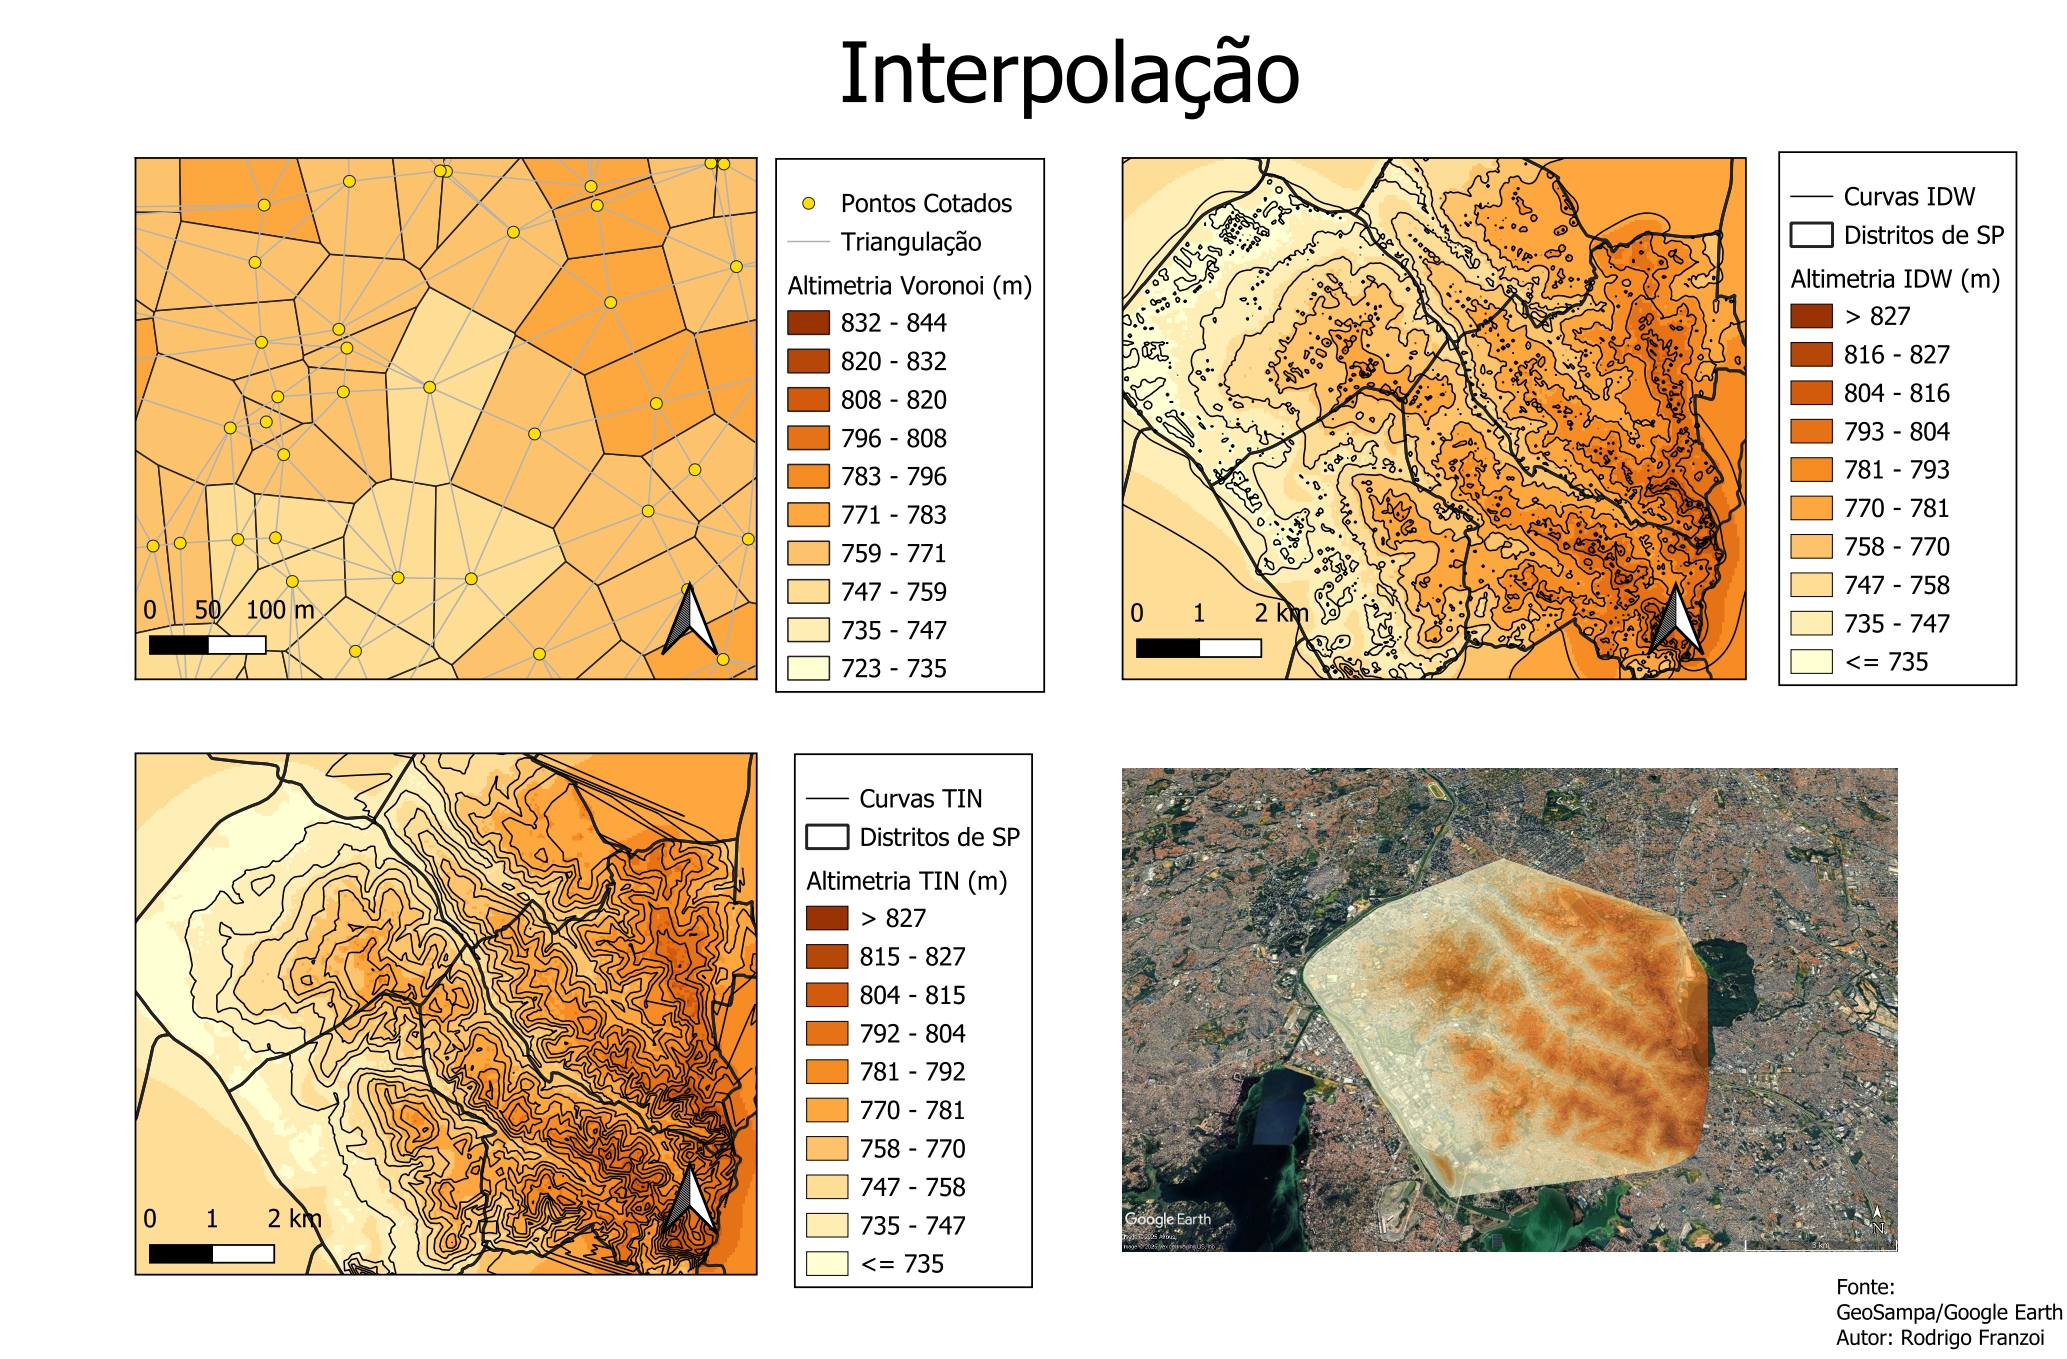 Interpolação
Pontos Cotados
Triangulação
Altimetria Voronoi (m)
832 - 844
820 - 832
808 - 820
796 - 808
783 - 796
771 - 783
759 - 771
747 - 759
735 - 747
723 - 735
0 50 100 m
Curvas IDW
Distritos de SP
Altimetria IDW (m)
> 827
816 - 827
804 - 816
793 - 804
781 - 793
770 - 781
758 - 770
747 - 758
735 - 747
<= 735
0 1 2 km
Curvas TIN
Distritos de SP
Altimetria TIN (m)
> 827
815 - 827
804 - 815
792 - 804
781 - 792
770 - 781
758 - 770
747 - 758
735 - 747
<= 735
0 1 2 km
Google Earth
N
Fonte:
GeoSampa/Google Earth
Autor: Rodrigo Franzoi